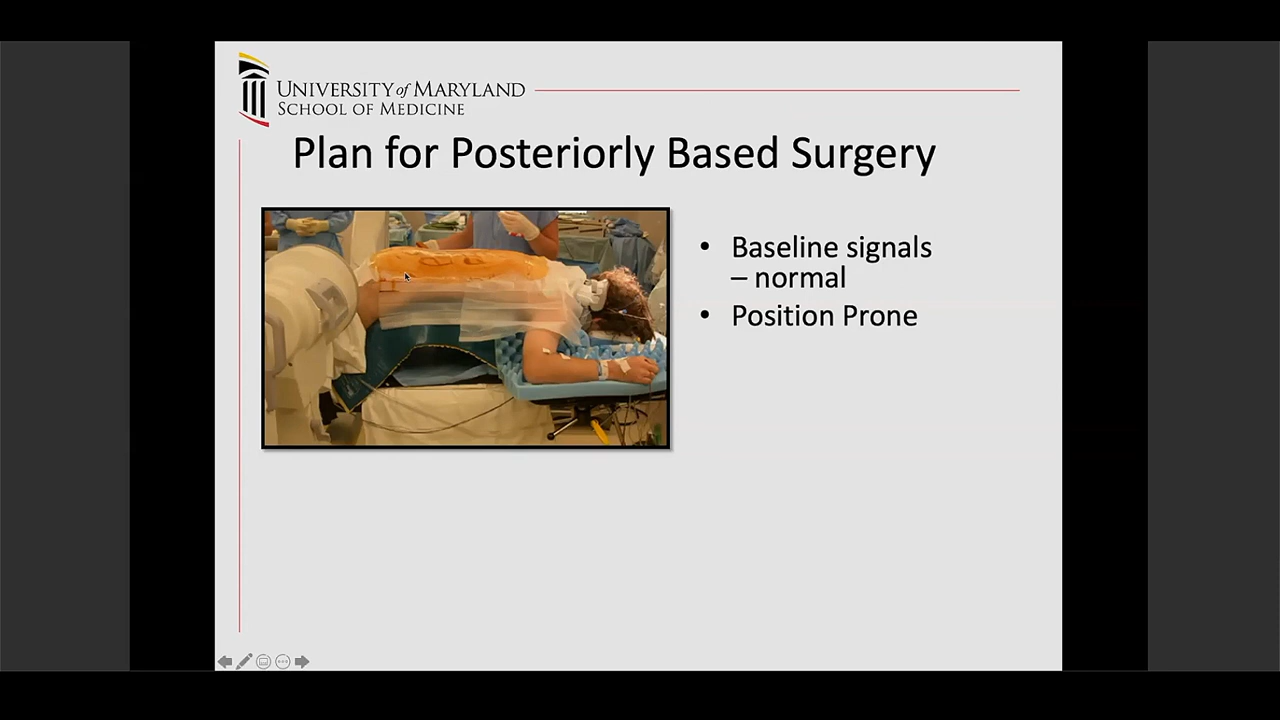 UNIVERSITY of MARYLAND
SCHOOL OF MEDICINE
Plan for Posteriorly Based Surgery
• Baseline signals
– normal
• Position Prone